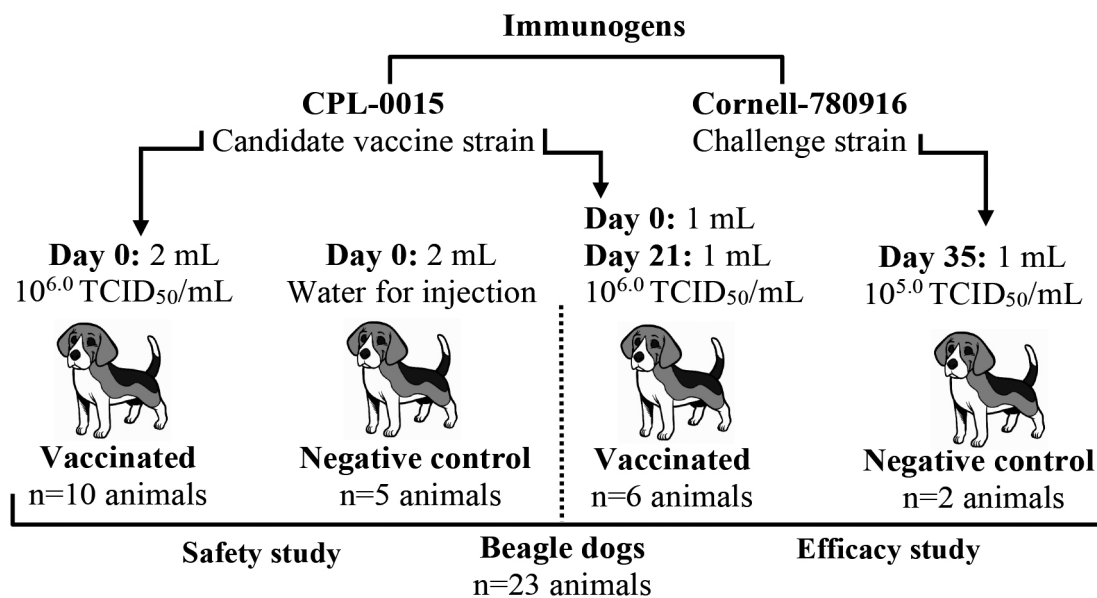 Immunogens
CPL-0015
Candidate vaccine strain
Cornell-780916
Challenge strain
Day 0: 2 mL
10^6.0 TCID₅₀/mL
Day 0: 2 mL
Water for injection
Day 0: 1 mL
Day 21: 1 mL
10^6.0 TCID₅₀/mL
Day 35: 1 mL
10^5.0 TCID₅₀/mL
Vaccinated
n=10 animals
Negative control
n=5 animals
Vaccinated
n=6 animals
Negative control
n=2 animals
Safety study
Beagle dogs
n=23 animals
Efficacy study